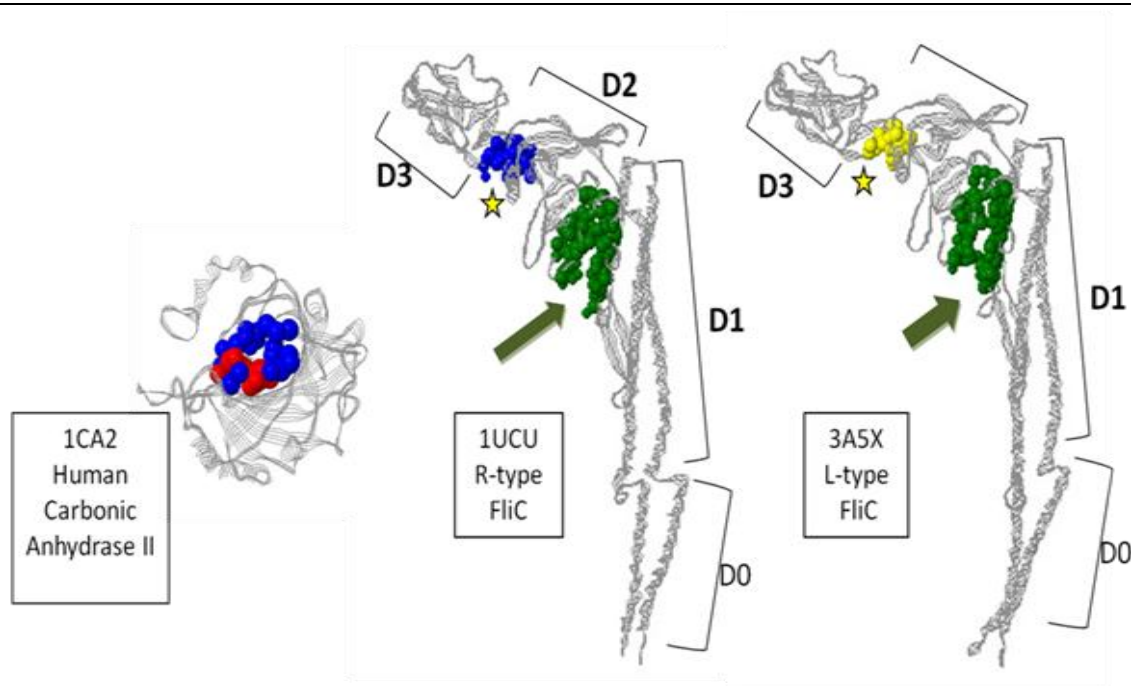 1CA2
Human
Carbonic
Anhydrase II
D3
D2
D1
D0
1UCU
R-type
FliC
D3
D1
D0
3A5X
L-type
FliC